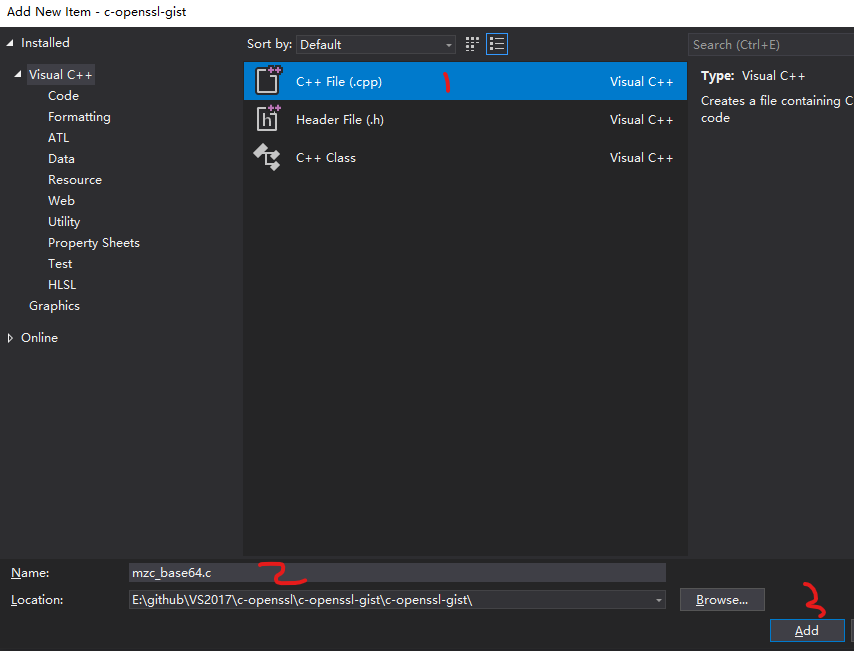 Add New Item - c-openssl-gist
Installed
Sort by: Default
Search (Ctrl+E)
Visual C++
Code
Formatting
ATL
Data
Resource
Web
Utility
Property Sheets
Test
HLSL
Graphics
Online
C++ File (.cpp) 1 Visual C++
Header File (.h) Visual C++
C++ Class Visual C++
Type: Visual C++
Creates a file containing C
code
Name: mzc_base64.c 2
Location: E:\github\VS2017\c-openssl\c-openssl-gist\c-openssl-gist\ Browse... 3
Add